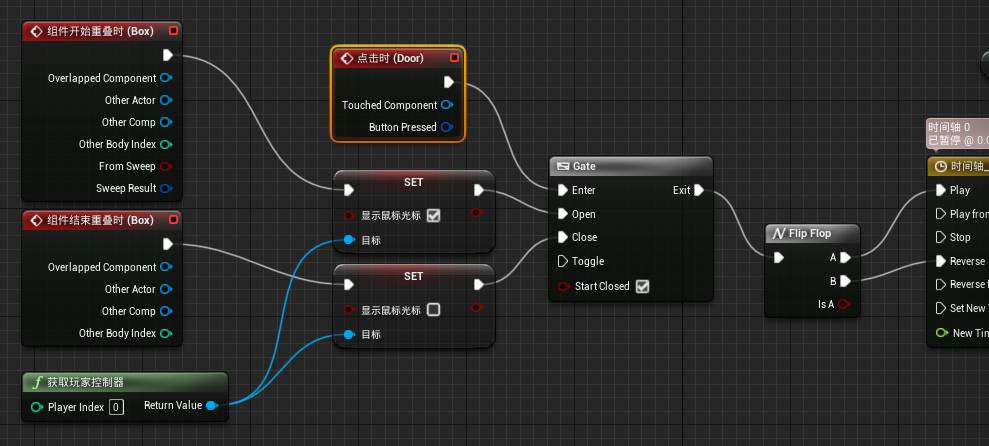 组件开始重叠时 (Box)
Overlapped Component
Other Actor
Other Comp
Other Body Index
From Sweep
Sweep Result
组件结束重叠时 (Box)
Overlapped Component
Other Actor
Other Comp
Other Body Index
获取玩家控制器
Player Index 0 Return Value
点击时 (Door)
Touched Component
Button Pressed
SET
显示鼠标光标
目标
SET
显示鼠标光标
目标
Gate
Enter Exit
Open
Close
Toggle
Start Closed
Flip Flop
A
B
Is A
时间轴 0
已暂停 @ 0.0
时间轴_
Play
Play from
Stop
Reverse
Reverse
Set New
New